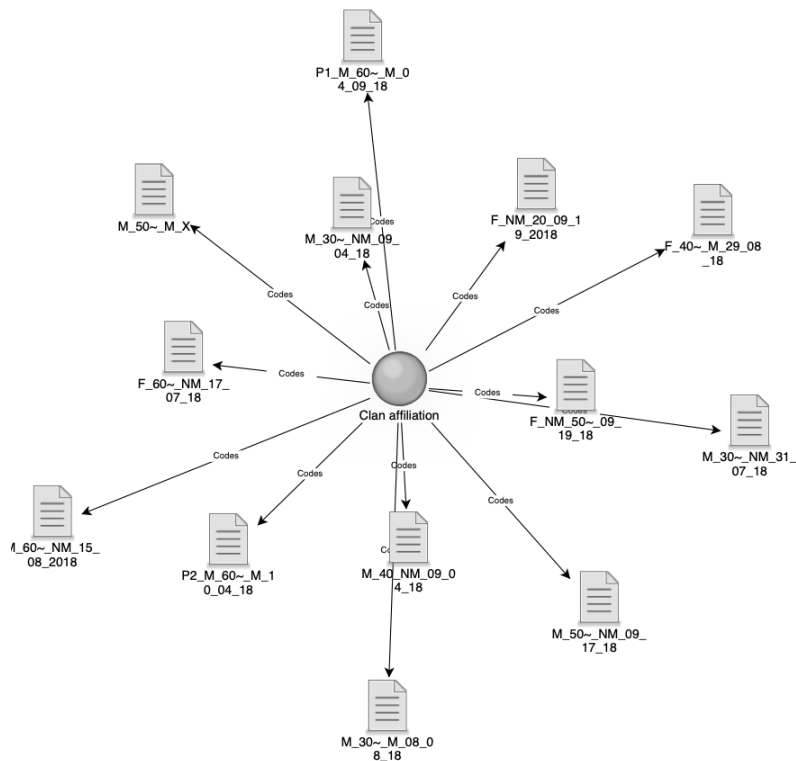 P1_M_60~_M_0
4_09_18
M_50~_M_X
M_30~_NM_09_
04_18
Codes
F_NM_20_09_1
9_2018
F_40~_M_29_08
_18
Codes
Codes
Codes
Codes
F_60~_NM_17_
07_18
Codes
Clan affiliation
Codes
F_NM_50~_09_
19_18
Codes
M_30~_NM_31_
07_18
Codes
Codes
Codes
Codes
M_60~_NM_15_
08_2018
P2_M_60~_M_1
0_04_18
M_40_NM_09_0
4_18
M_50~_NM_09_
17_18
M_30~_M_08_0
8_18